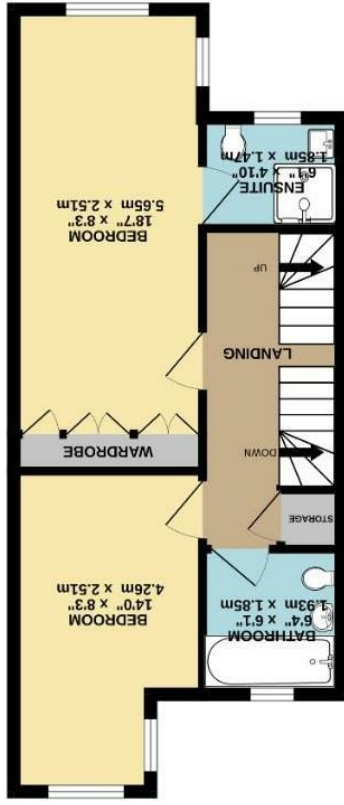 BATHROOM
6'4" x 6'1"
1.93m x 1.85m
BEDROOM
14'0" x 8'3"
4.26m x 2.51m
STORAGE
DOWN
WARDROBE
LANDING
UP
BEDROOM
18'7" x 8'3"
5.65m x 2.51m
ENSUITE
6'1" x 4'10"
1.85m x 1.47m